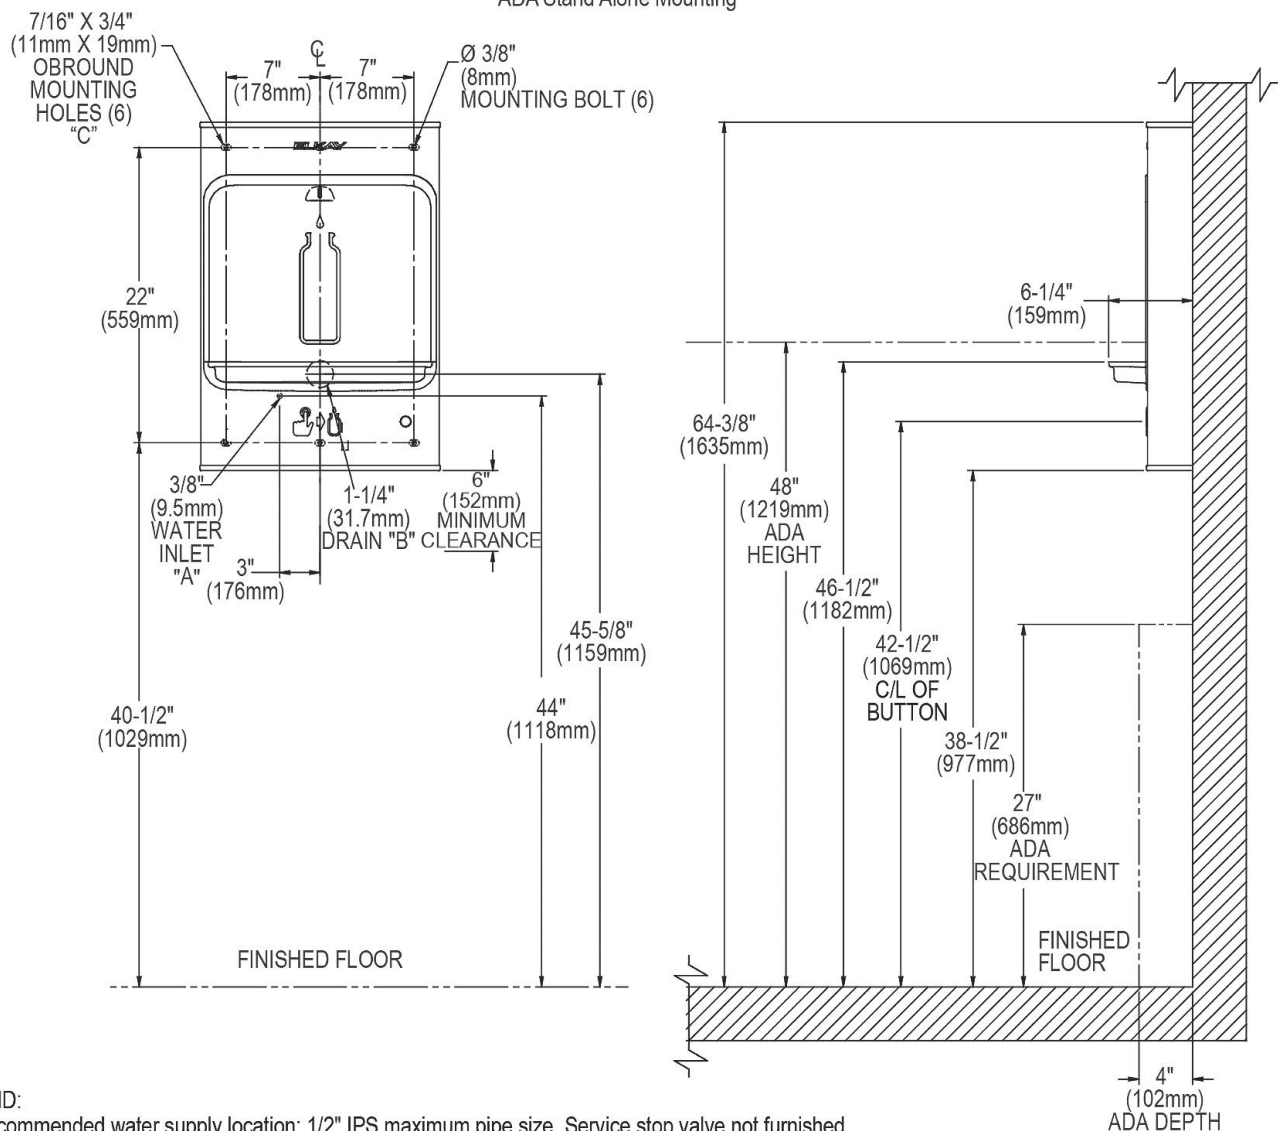 ADA Stand Alone Mounting
7/16" X 3/4"
(11mm X 19mm)
OBROUND
MOUNTING
HOLES (6)
“C”
7"
(178mm)
C
L
7"
(178mm)
Ø 3/8"
(8mm)
MOUNTING BOLT (6)
ELKAY
22"
(559mm)
3/8"
(9.5mm)
WATER
INLET
"A"
3"
(176mm)
1-1/4"
(31.7mm)
DRAIN "B"
6"
(152mm)
MINIMUM
CLEARANCE
45-5/8"
(1159mm)
44"
(1118mm)
40-1/2"
(1029mm)
FINISHED FLOOR
6-1/4"
(159mm)
64-3/8"
(1635mm)
48"
(1219mm)
ADA
HEIGHT
46-1/2"
(1182mm)
42-1/2"
(1069mm)
C/L OF
BUTTON
38-1/2"
(977mm)
27"
(686mm)
ADA
REQUIREMENT
FINISHED
FLOOR
4"
(102mm)
ADA DEPTH
ND:
commended water supply location: 1/2" IPS maximum pipe size. Service stop valve not furnished